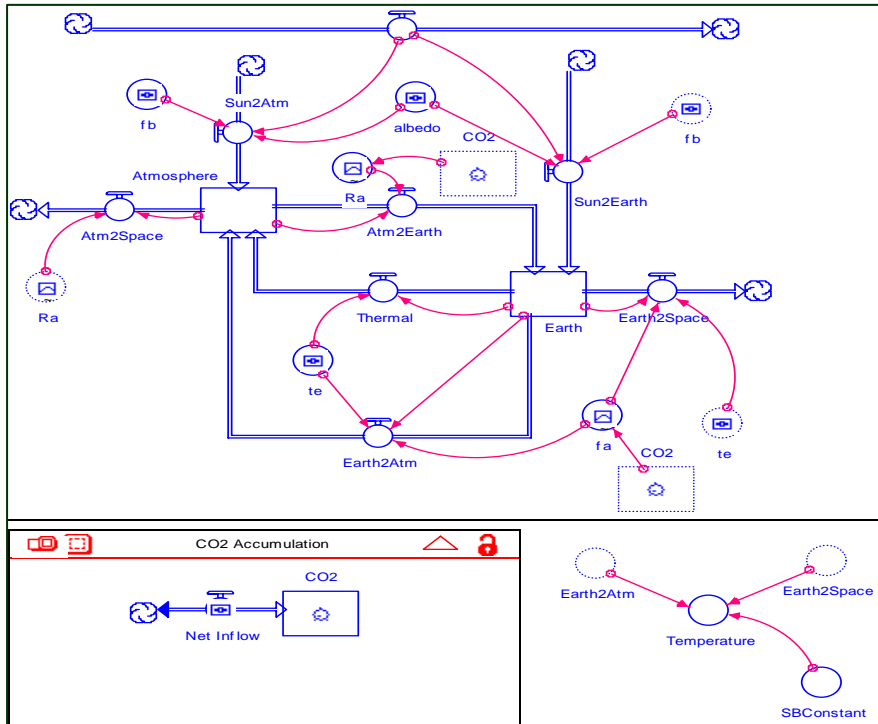 fb
Sun2Atm
albedo
CO2
fb
Atmosphere
Ra
Sun2Earth
Atm2Space
Atm2Earth
Ra
Thermal
Earth
Earth2Space
te
fa
te
Earth2Atm
CO2
CO2 Accumulation
CO2
Net Inflow
Earth2Atm
Earth2Space
Temperature
SBConstant